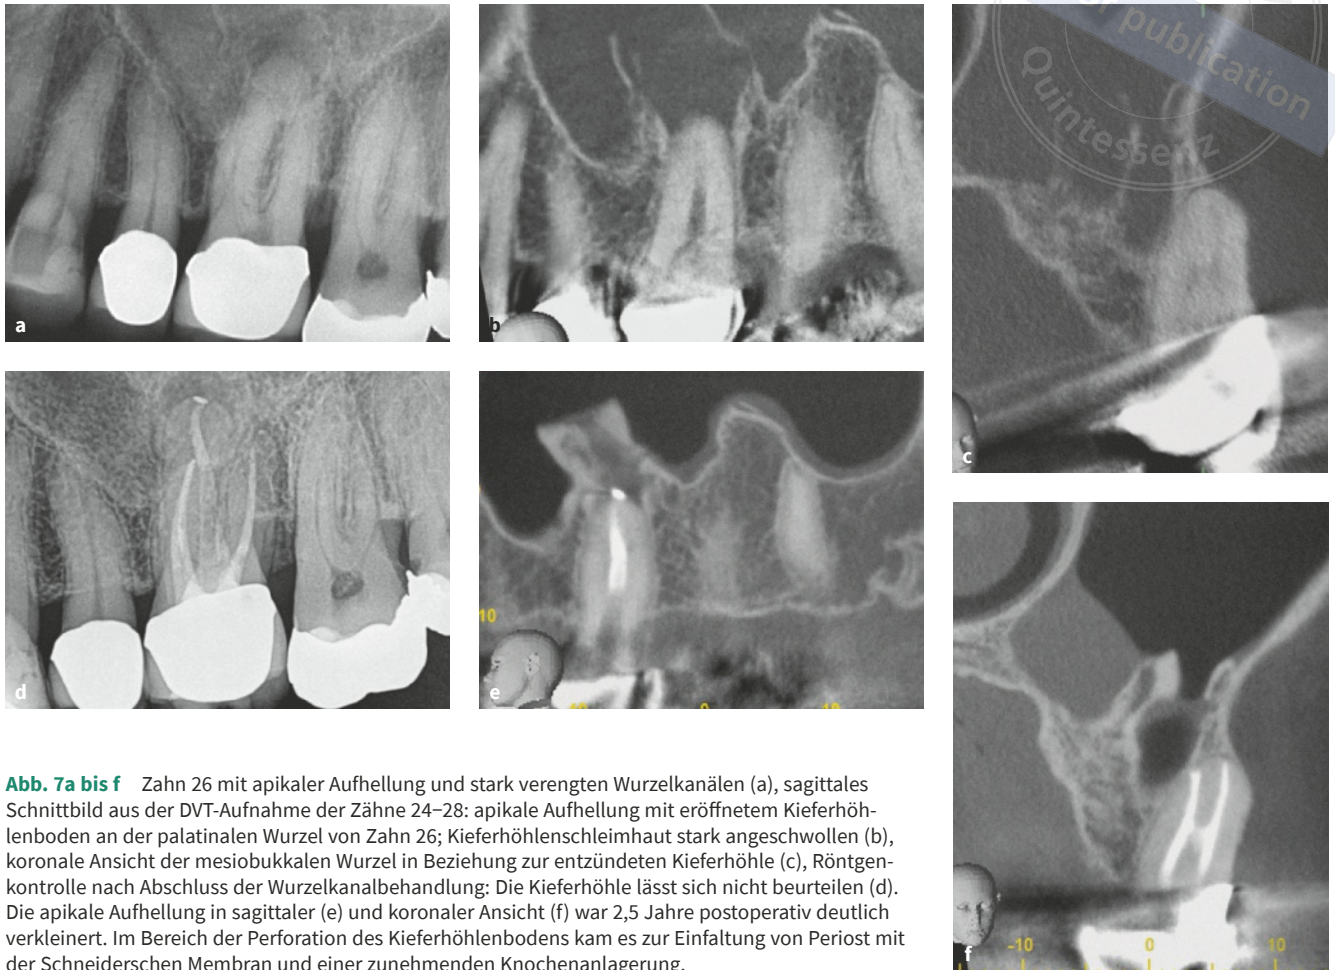 or publication
Quintessenz
a
b
c
d
e
10
-10
0
10
f
-10
0
10
Abb. 7a bis f Zahn 26 mit apikaler Aufhellung und stark verengten Wurzelkanälen (a), sagittales
Schnittbild aus der DVT-Aufnahme der Zähne 24–28: apikale Aufhellung mit eröffnetem Kieferhöh-
lenboden an der palatinalen Wurzel von Zahn 26; Kieferhöhlenschleimhaut stark angeschwollen (b),
koronale Ansicht der mesiobukkalen Wurzel in Beziehung zur entzündeten Kieferhöhle (c), Röntgen-
kontrolle nach Abschluss der Wurzelkanalbehandlung: Die Kieferhöhle lässt sich nicht beurteilen (d).
Die apikale Aufhellung in sagittaler (e) und koronaler Ansicht (f) war 2,5 Jahre postoperativ deutlich
verkleinert. Im Bereich der Perforation des Kieferhöhlenbodens kam es zur Einfaltung von Periost mit
der Schneiderschen Membran und einer zunehmenden Knochenanlagerung.